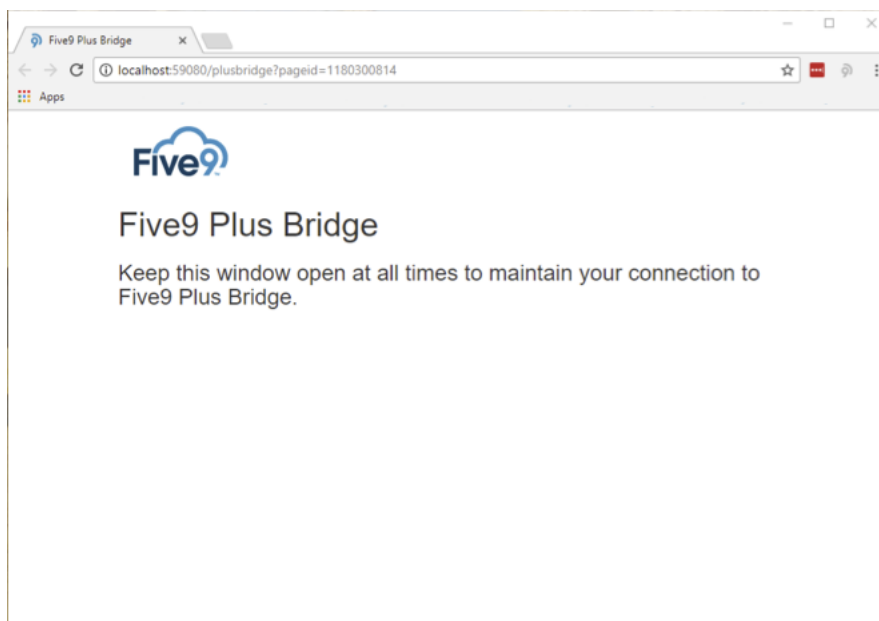 Five9 Plus Bridge
localhost:59080/plusbridge?pageid=1180300814
Apps
Five9
Five9 Plus Bridge
Keep this window open at all times to maintain your connection to
Five9 Plus Bridge.